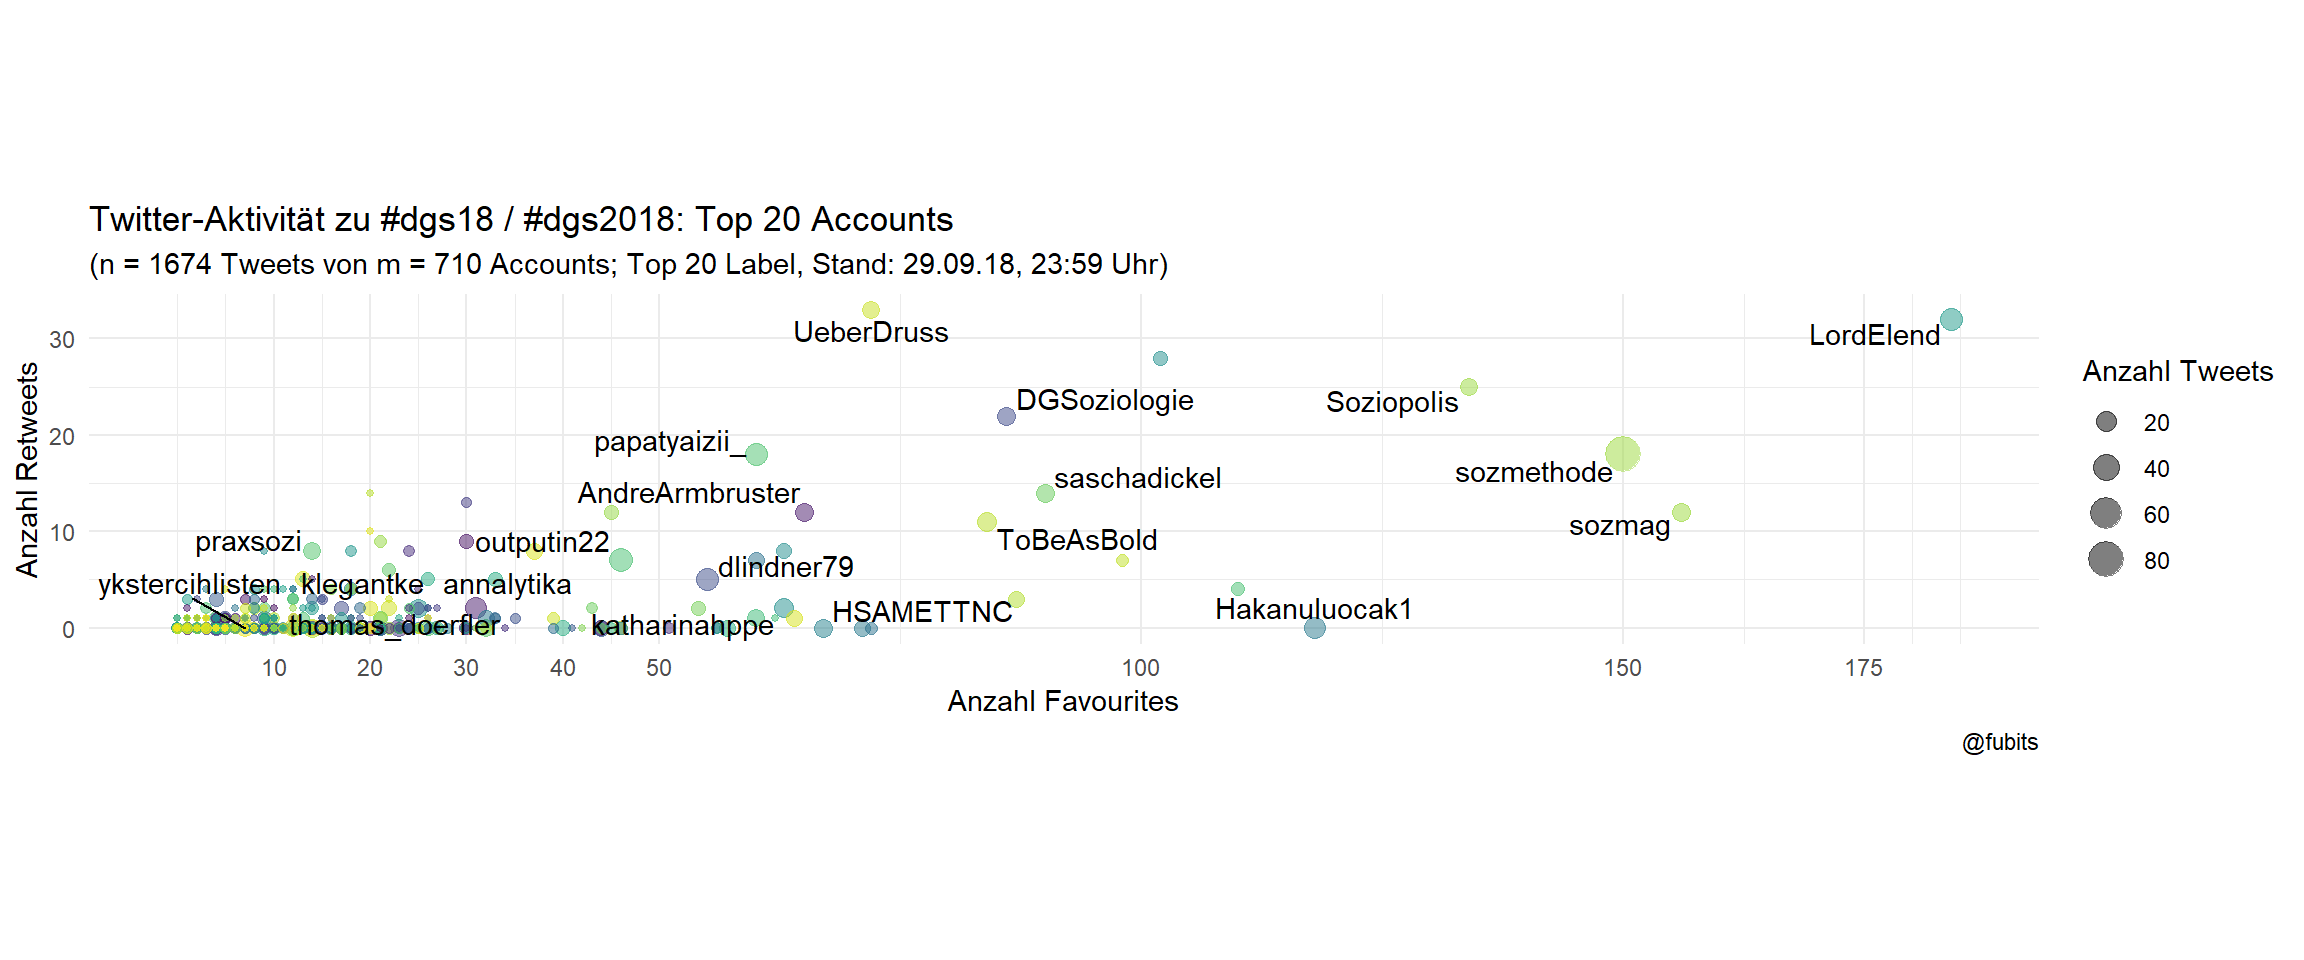 Twitter-Aktivität zu #dgs18 / #dgs2018: Top 20 Accounts
(n = 1674 Tweets von m = 710 Accounts; Top 20 Label, Stand: 29.09.18, 23:59 Uhr)
Anzahl Retweets
30
20
10
0
UeberDruss
LordElend
DGSoziologie
Soziopolis
papatyaizii_
saschadickel
sozmethode
AndreArmbruster
sozmag
praxsozi
outputin22
ToBeAsBold
dlindner79
ykstercihlisten
klegantke
annalytika
HSAMETTNC
Hakanuluocak1
thomas_doerfler
katharinahppe
10
20
30
40
50
100
150
175
Anzahl Favourites
Anzahl Tweets
20
40
60
80
@fubits